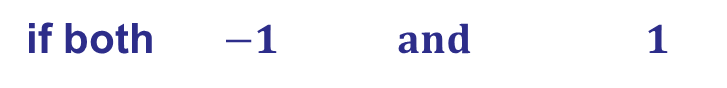 if both −1 and 1